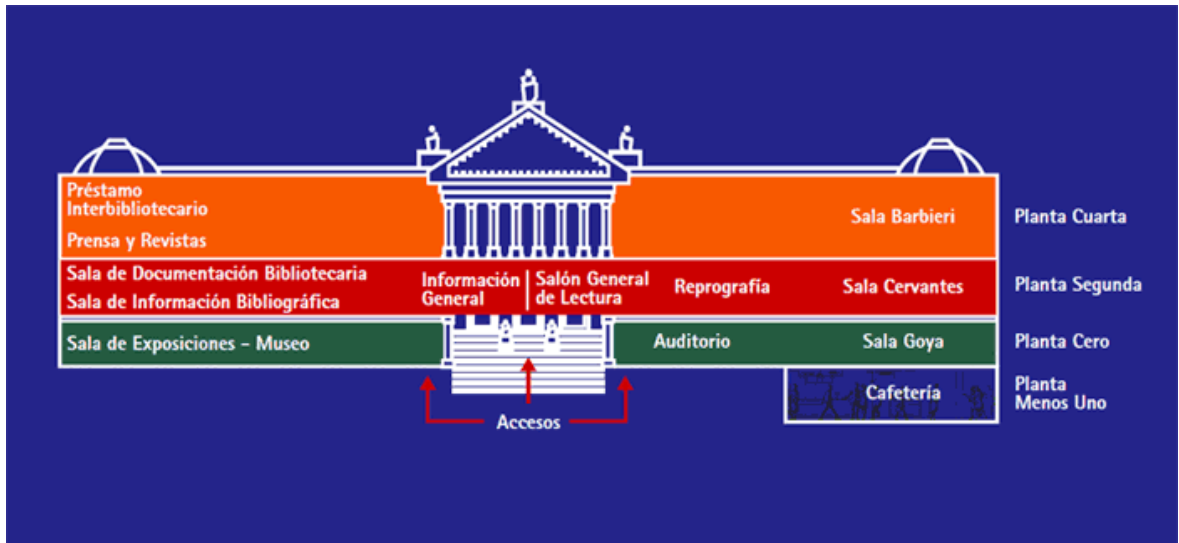 Préstamo
Interbibliotecario
Prensa y Revistas
Sala Barbieri
Planta Cuarta
Sala de Documentación Bibliotecaria
Sala de Información Bibliográfica
Información
General
Salón General
de Lectura
Reprografía
Sala Cervantes
Planta Segunda
Sala de Exposiciones – Museo
Auditorio
Sala Goya
Planta Cero
Cafetería
Planta
Menos Uno
Accesos